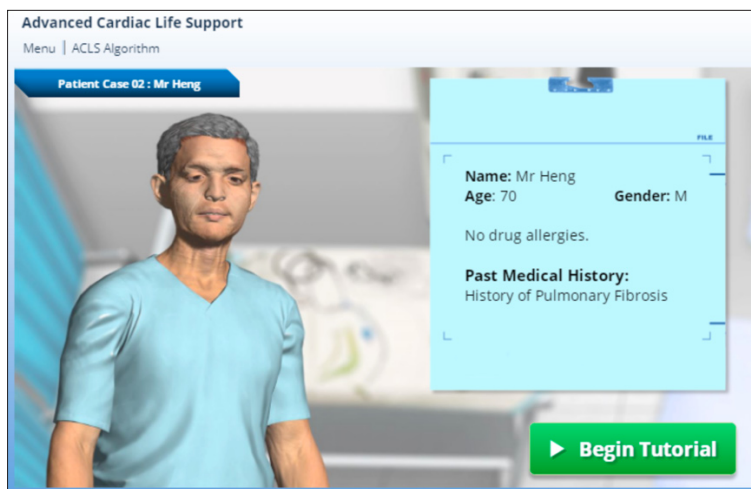 Advanced Cardiac Life Support
Menu | ACLS Algorithm
Patient Case 02 : Mr Heng
FILE
Name: Mr Heng
Age: 70 Gender: M
No drug allergies.
Past Medical History:
History of Pulmonary Fibrosis
Begin Tutorial